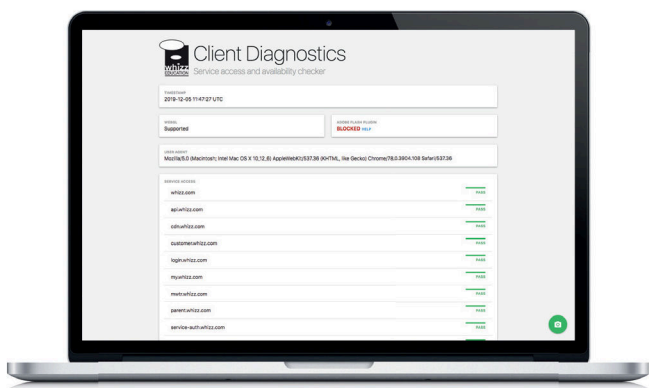 whizz
EDUCATION
Client Diagnostics
Service access and availability checker
TIMESTAMP
2019-12-05 11:47:27 UTC
WEBGL
Supported
ADOBE FLASH PLUGIN
BLOCKED HELP
USER AGENT
Mozilla/5.0 (Macintosh; Intel Mac OS X 10_12_6) AppleWebKit/537.36 (KHTML, like Gecko) Chrome/78.0.3904.108 Safari/537.36
SERVICE ACCESS
whizz.com PASS
api.whizz.com PASS
cdn.whizz.com PASS
customer.whizz.com PASS
login.whizz.com PASS
my.whizz.com PASS
mwtr.whizz.com PASS
parent.whizz.com PASS
service-auth.whizz.com PASS